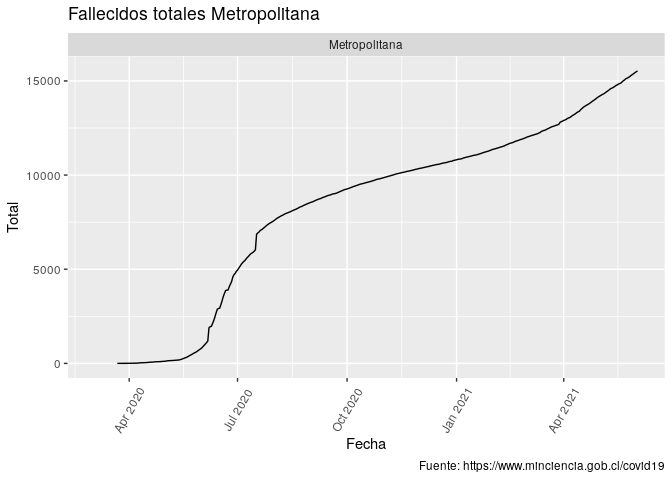 Fallecidos totales Metropolitana
Metropolitana
15000
10000
5000
0
Total
Apr 2020
Jul 2020
Oct 2020
Jan 2021
Apr 2021
Fecha
Fuente: https://www.minciencia.gob.cl/covid19